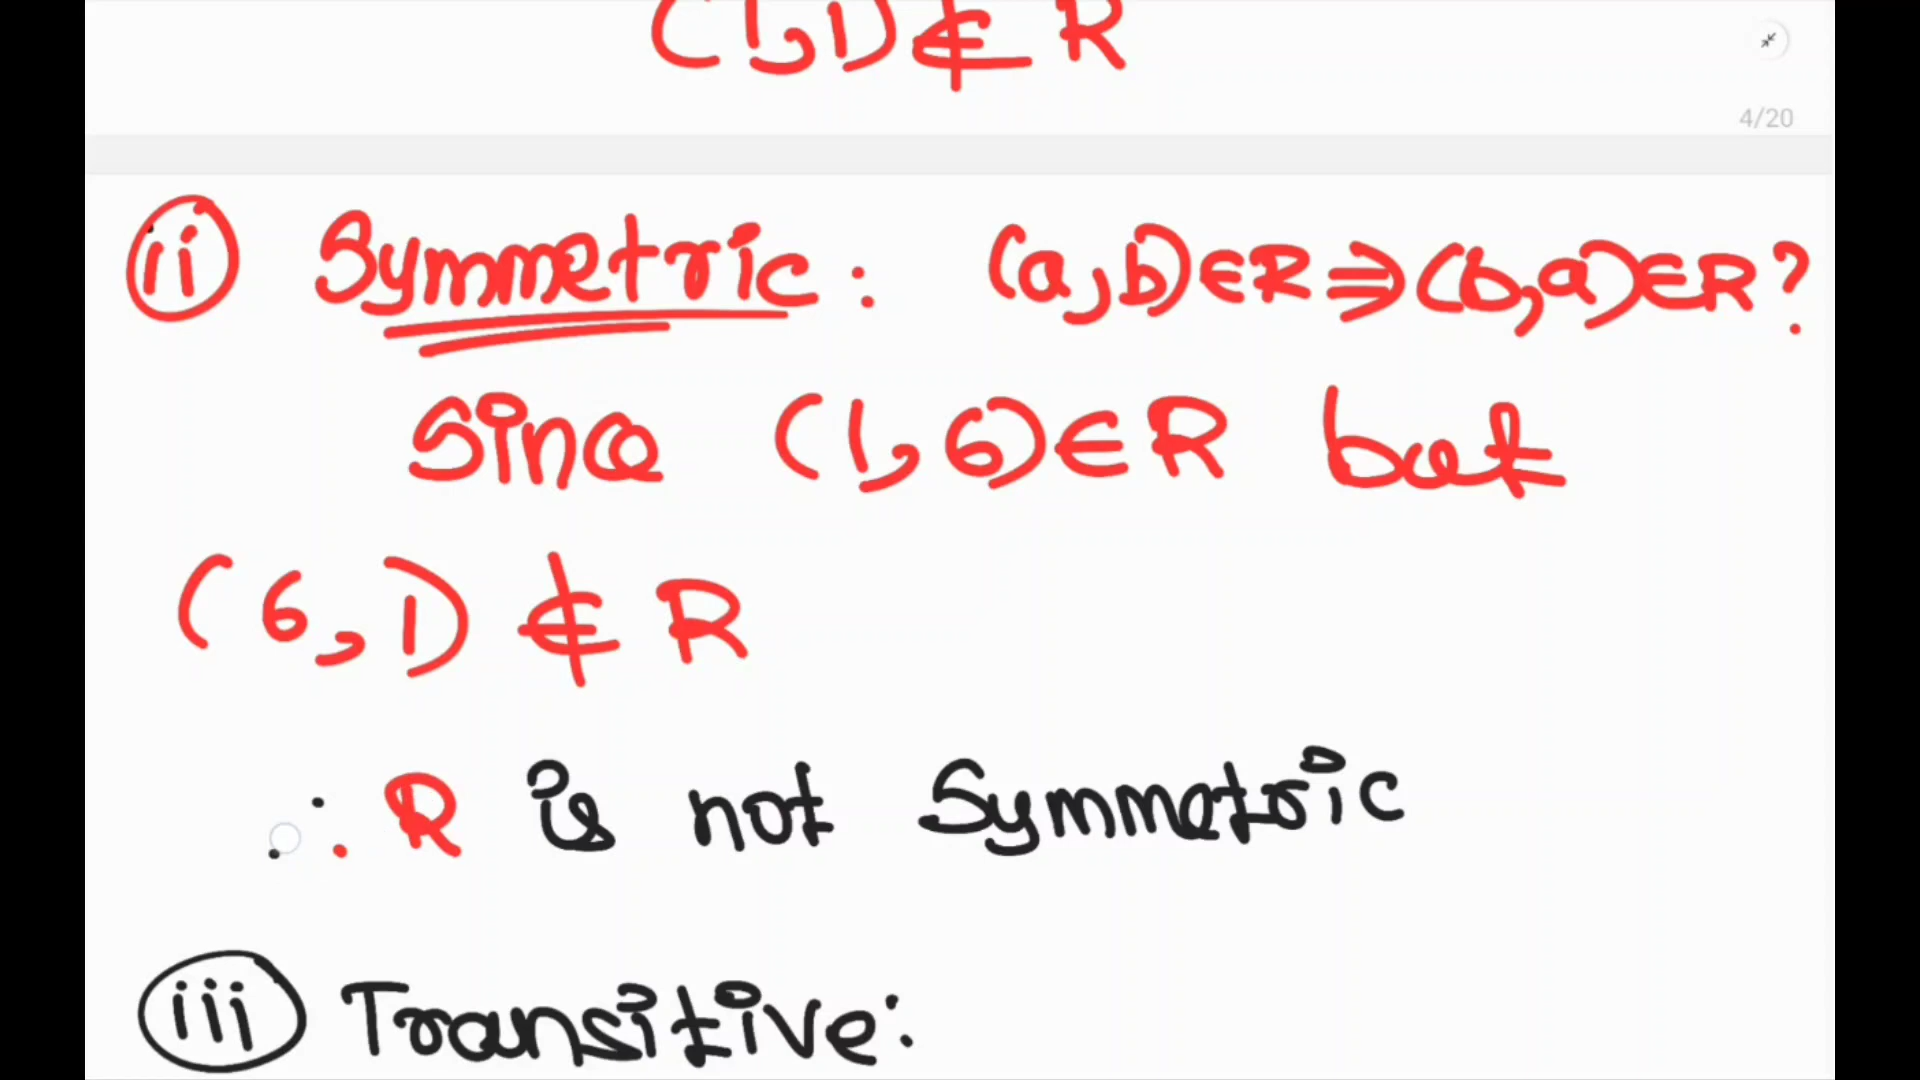 (1,1) ∉ R
4/20
(ii) Symmetric: (a,b)∈R ⇒ (b,a)∈R?
Since (1,6)∈R but
(6,1) ∉ R
∴ R is not Symmetric
(iii) Transitive: